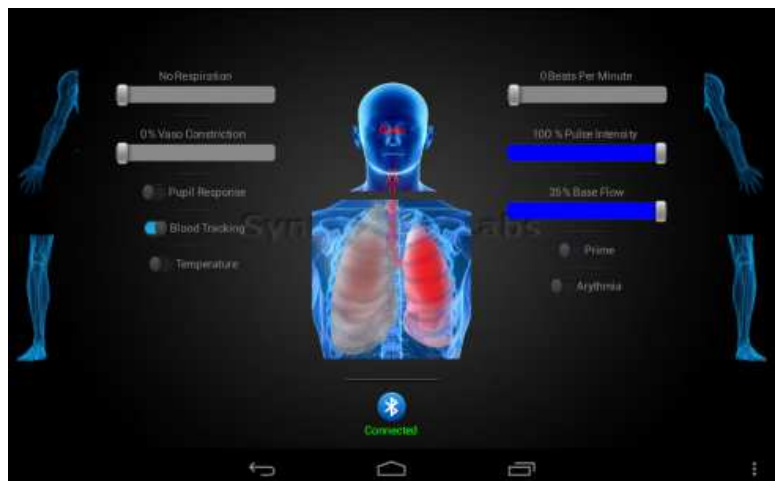 No Respiration
0% Vaso Constriction
Pupil Response
Blood Tracking
Temperature
0 Beats Per Minute
100 % Pulse Intensity
35% Base Flow
Prime
Arythmia
Connected